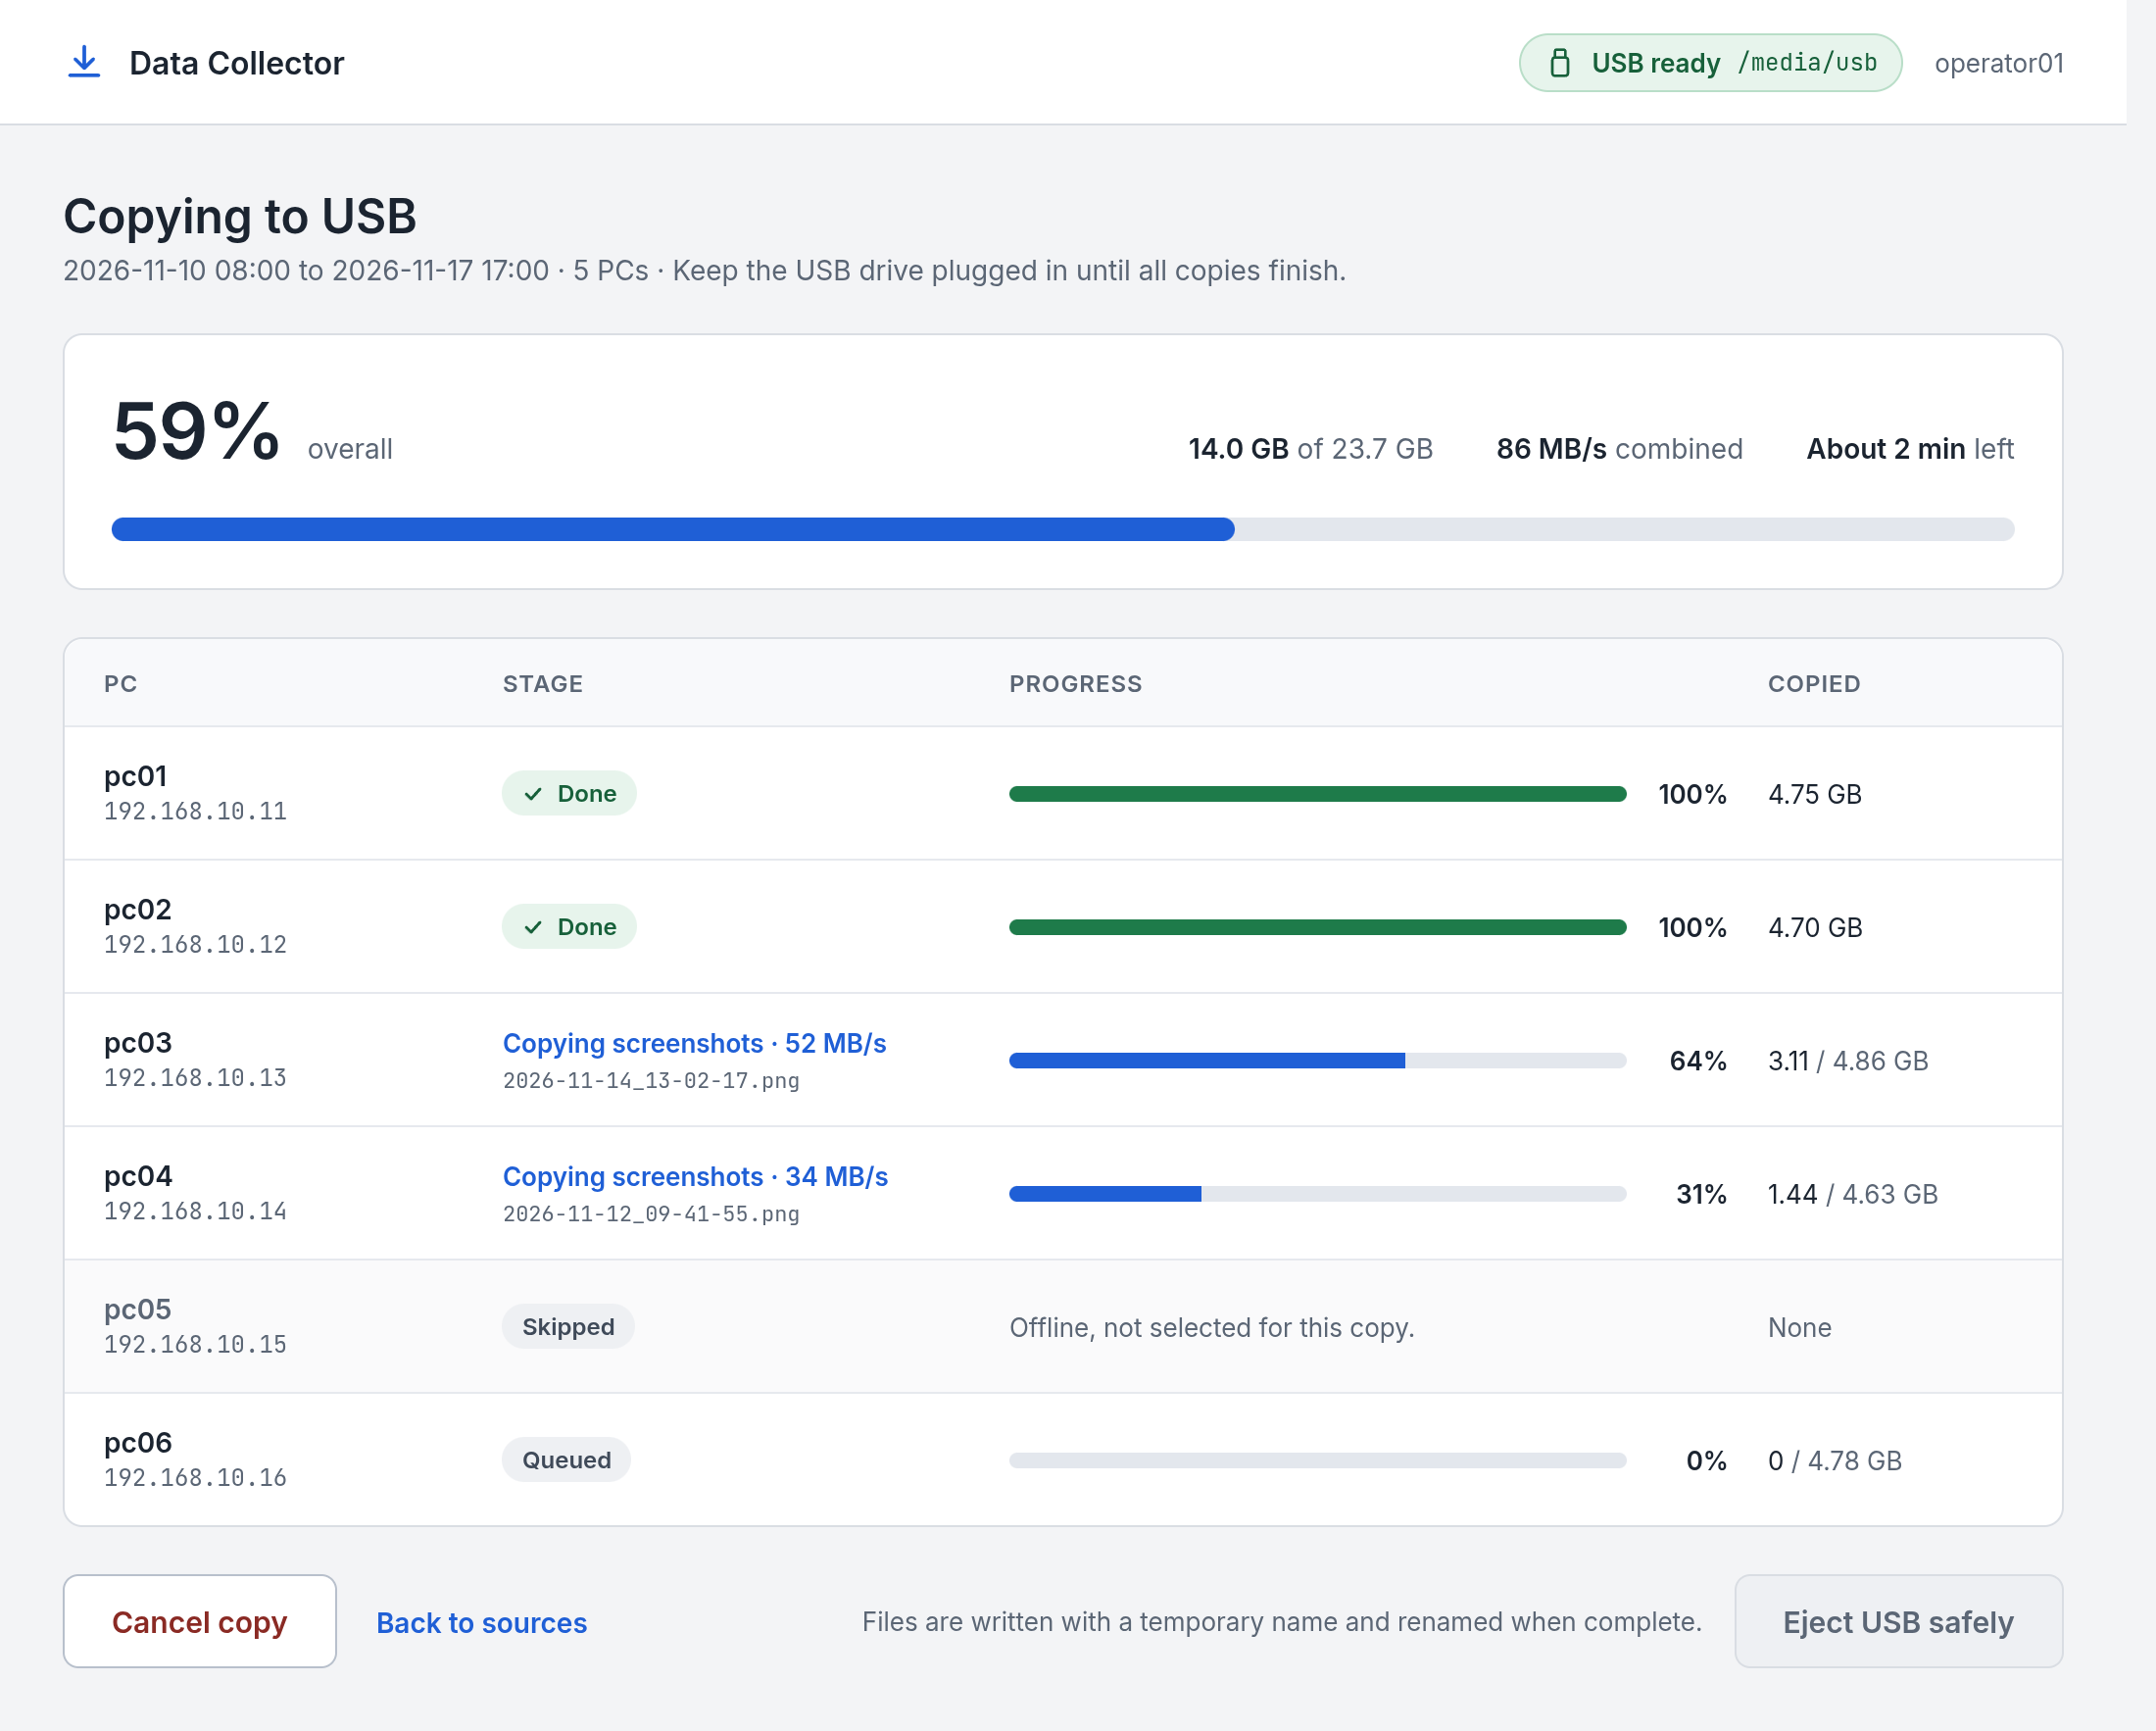 Data Collector
USB ready /media/usb
operator01
Copying to USB
2026-11-10 08:00 to 2026-11-17 17:00 · 5 PCs · Keep the USB drive plugged in until all copies finish.
59% overall
14.0 GB of 23.7 GB
86 MB/s combined
About 2 min left
PC STAGE PROGRESS COPIED
pc01
192.168.10.11
Done
100%
4.75 GB
pc02
192.168.10.12
Done
100%
4.70 GB
pc03
192.168.10.13
Copying screenshots · 52 MB/s
2026-11-14_13-02-17.png
64%
3.11 / 4.86 GB
pc04
192.168.10.14
Copying screenshots · 34 MB/s
2026-11-12_09-41-55.png
31%
1.44 / 4.63 GB
pc05
192.168.10.15
Skipped
Offline, not selected for this copy.
None
pc06
192.168.10.16
Queued
0%
0 / 4.78 GB
Cancel copy
Back to sources
Files are written with a temporary name and renamed when complete.
Eject USB safely